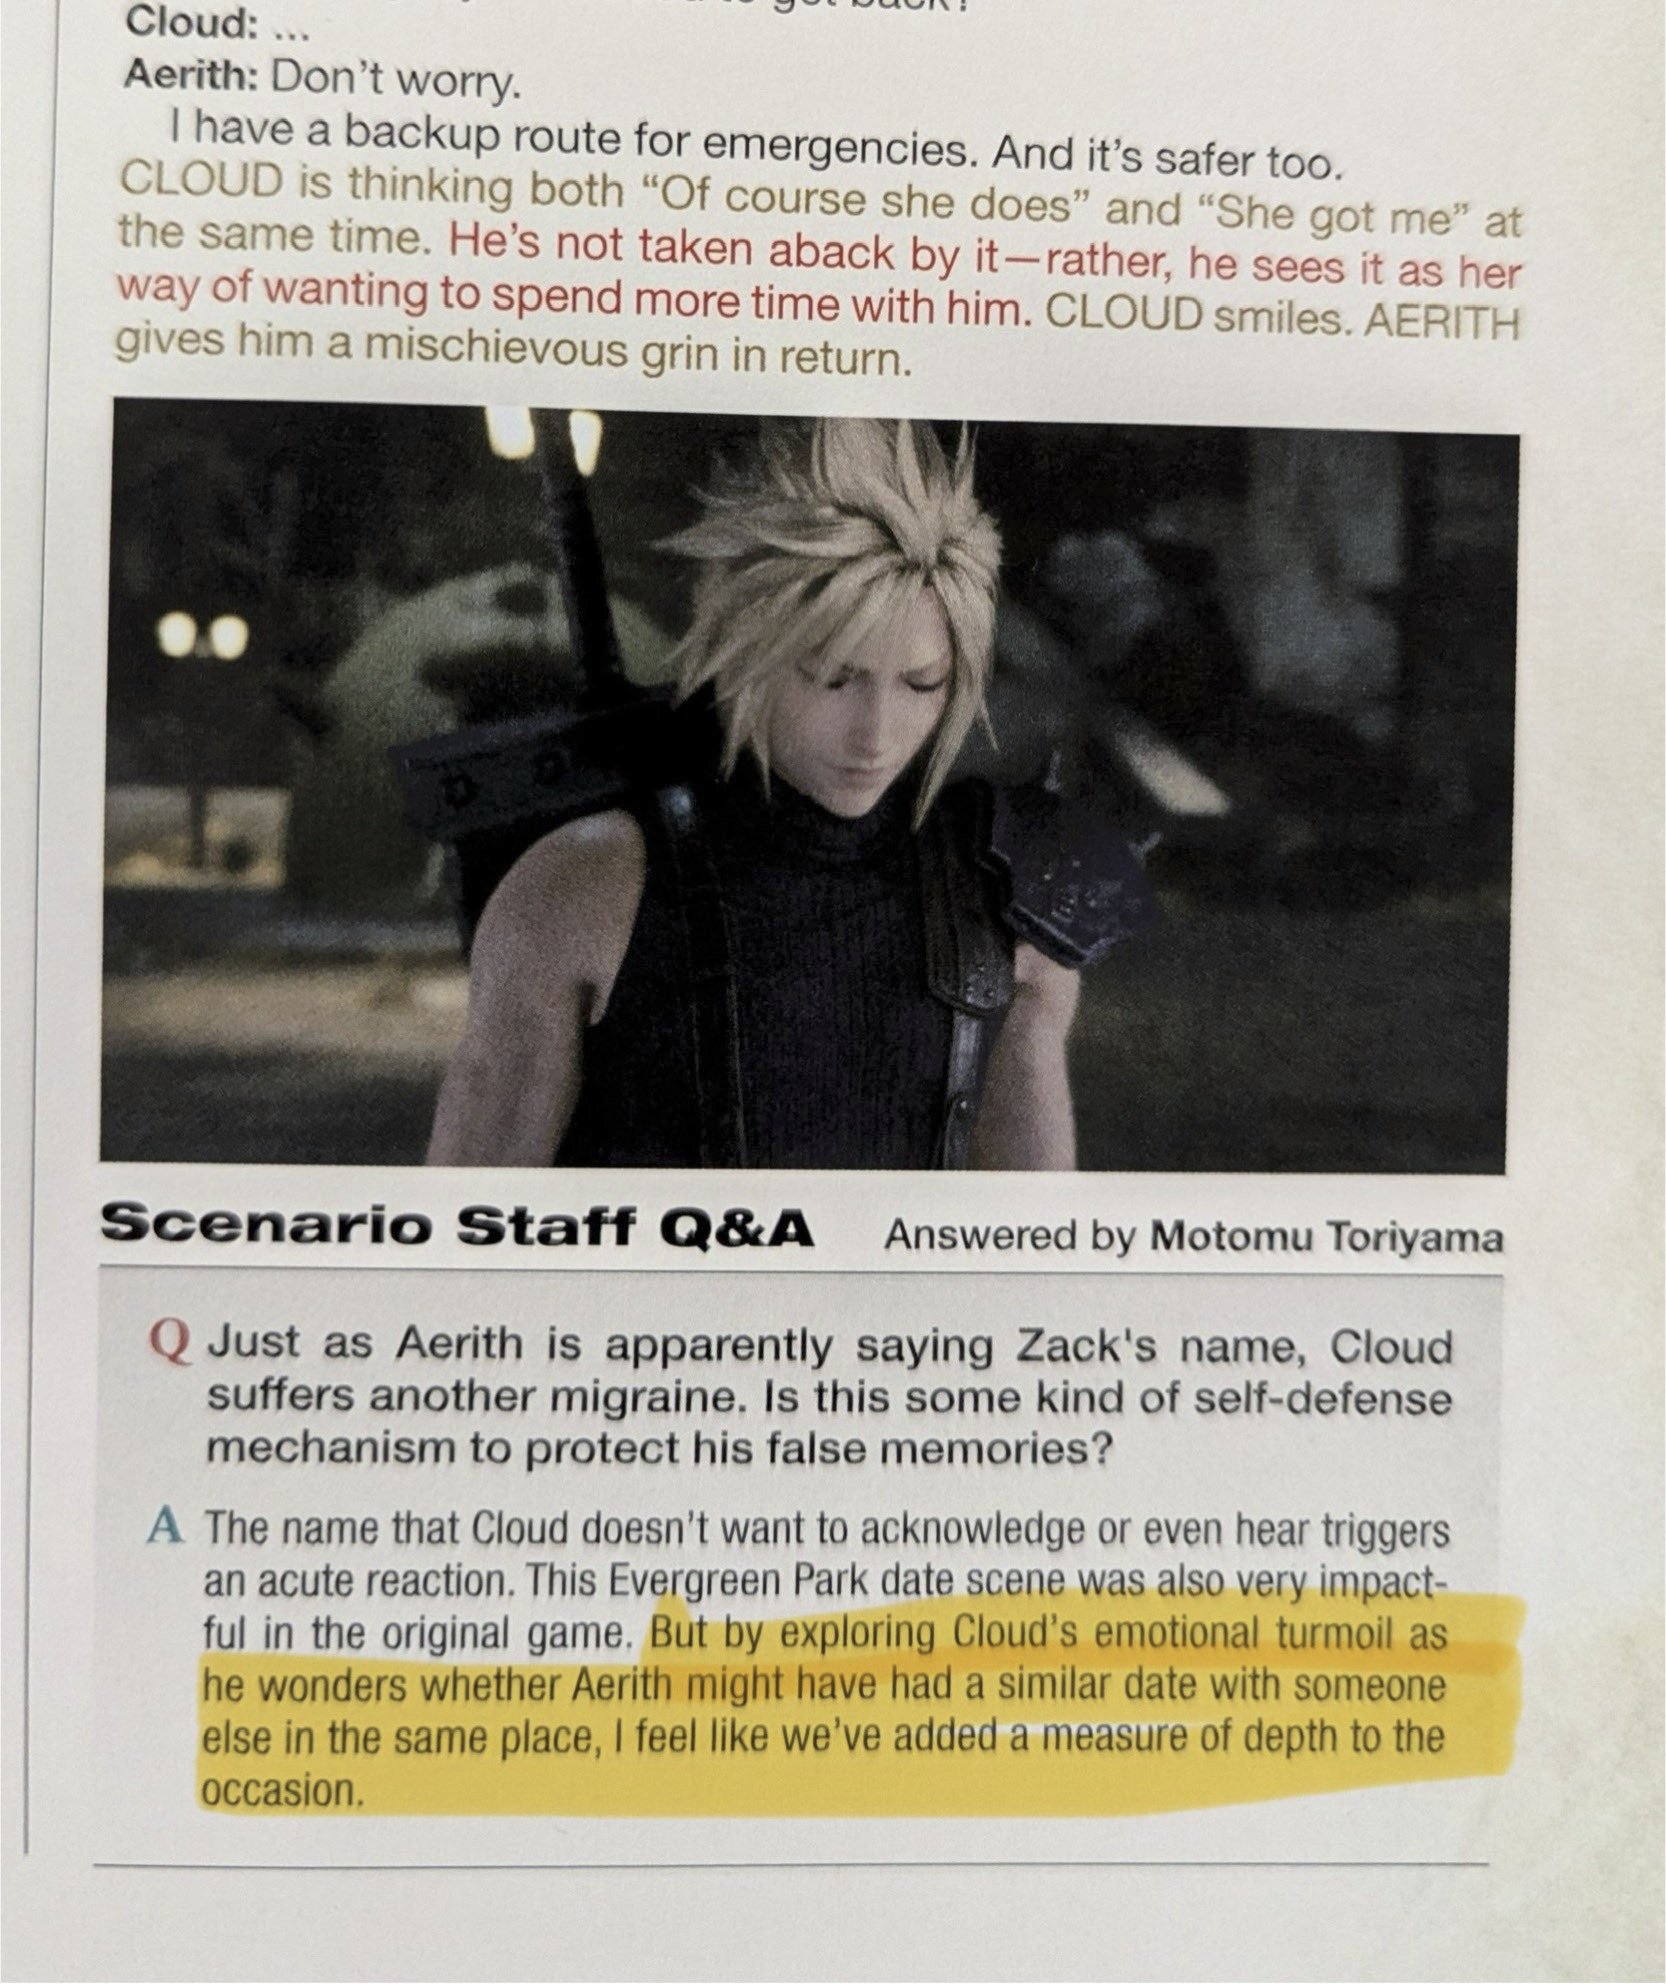 Cloud: ...
Aerith: Don't worry.
I have a backup route for emergencies. And it's safer too.
CLOUD is thinking both “Of course she does” and “She got me” at
the same time. He's not taken aback by it—rather, he sees it as her
way of wanting to spend more time with him. CLOUD smiles. AERITH
gives him a mischievous grin in return.
Scenario Staff Q&A Answered by Motomu Toriyama
Q Just as Aerith is apparently saying Zack's name, Cloud
suffers another migraine. Is this some kind of self-defense
mechanism to protect his false memories?
A The name that Cloud doesn't want to acknowledge or even hear triggers
an acute reaction. This Evergreen Park date scene was also very impact-
ful in the original game. But by exploring Cloud's emotional turmoil as
he wonders whether Aerith might have had a similar date with someone
else in the same place, I feel like we've added a measure of depth to the
occasion.